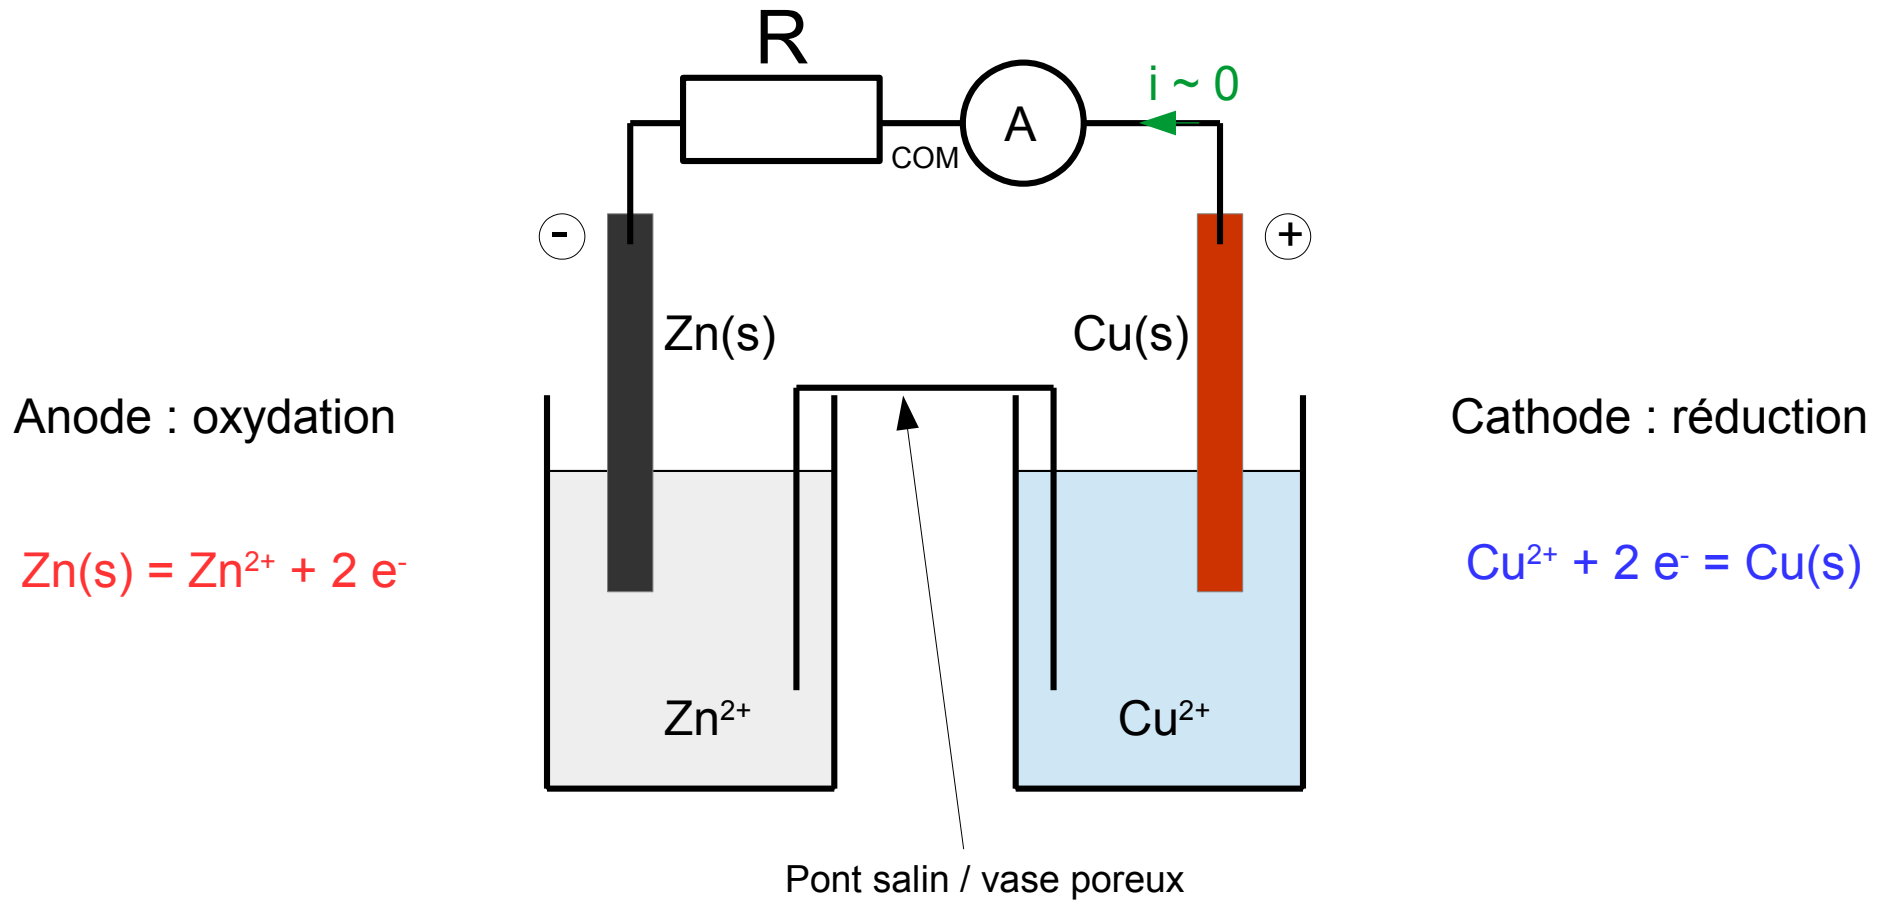 R
i ~ 0
A
COM
-
+
Zn(s)
Cu(s)
Anode : oxydation
Cathode : réduction
Zn(s) = Zn²⁺ + 2 e⁻
Cu²⁺ + 2 e⁻ = Cu(s)
Zn²⁺
Cu²⁺
Pont salin / vase poreux